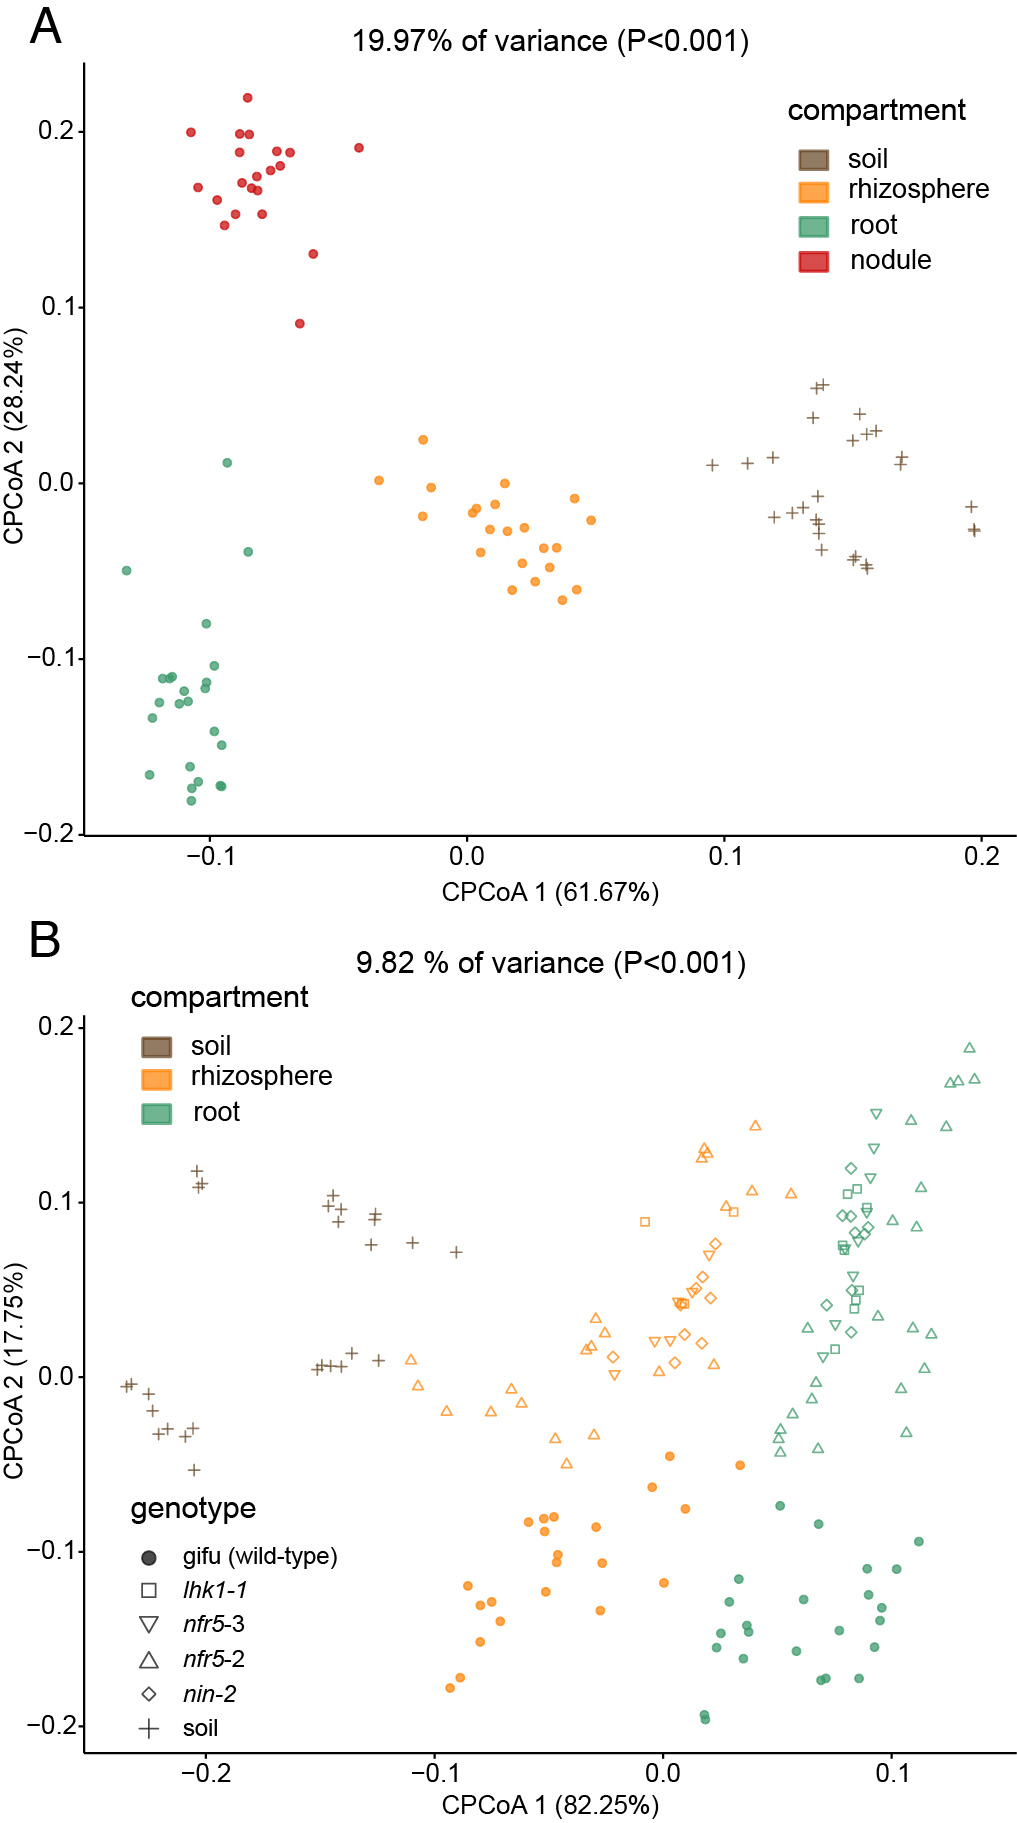 A
19.97% of variance (P<0.001)
compartment
soil
rhizosphere
root
nodule
CPCoA 2 (28.24%)
0.2
0.1
0.0
−0.1
−0.2
−0.1
0.0
0.1
0.2
CPCoA 1 (61.67%)
B
9.82 % of variance (P<0.001)
compartment
soil
rhizosphere
root
CPCoA 2 (17.75%)
0.2
0.1
0.0
−0.1
−0.2
genotype
gifu (wild-type)
lhk1-1
nfr5-3
nfr5-2
nin-2
soil
−0.2
−0.1
0.0
0.1
CPCoA 1 (82.25%)